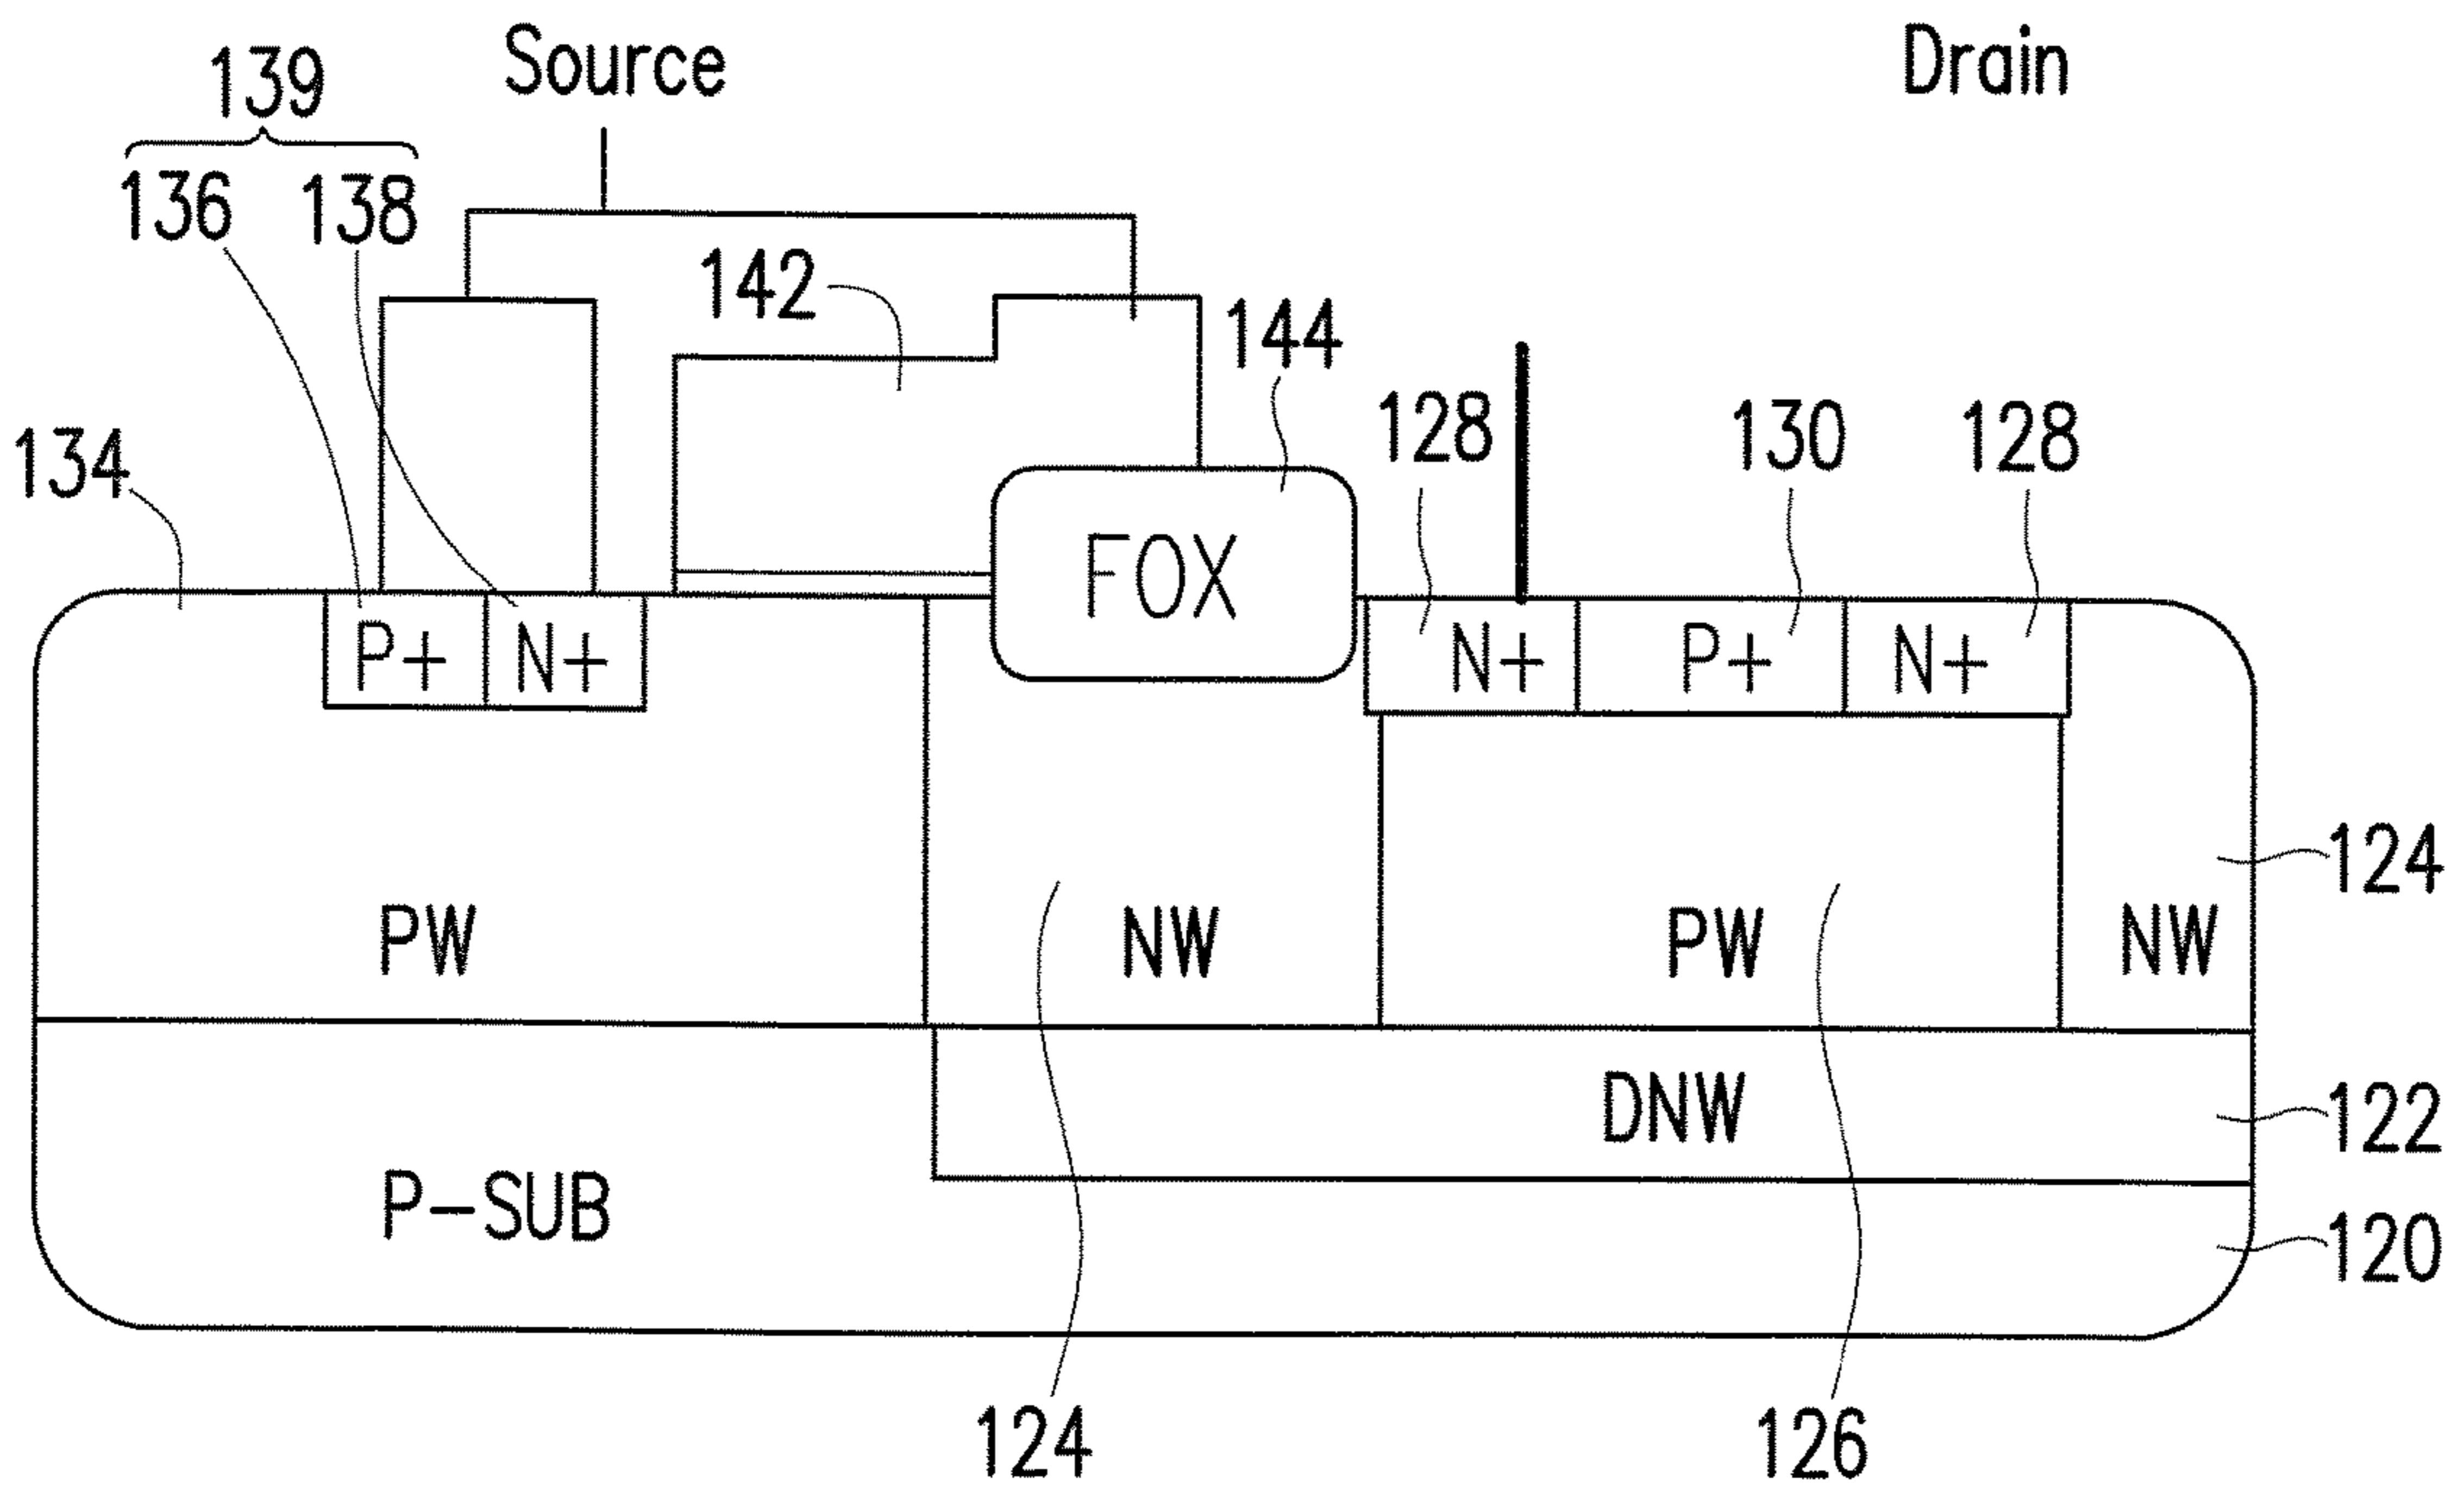 Source
Drain
139
136 138
142
144
128
130
128
134
FOX
P+ N+
N+ P+ N+
124
PW
NW
PW
NW
DNW
122
P-SUB
120
124
126